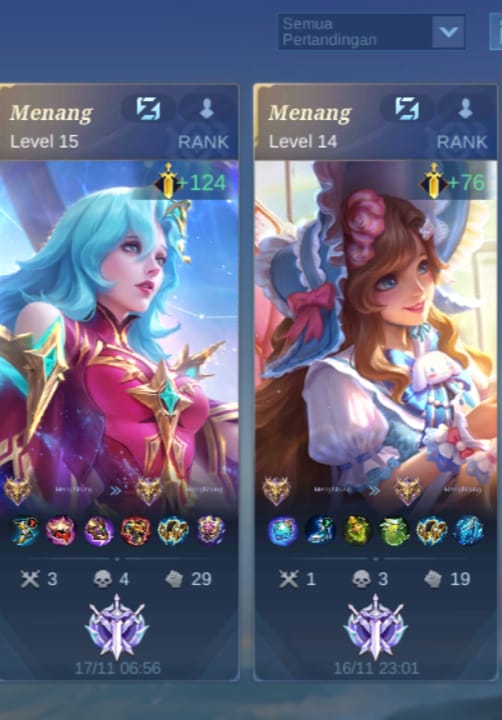 Semua
Pertandingan
Menang
Level 15
RANK
+124
3
4
29
17/11 06:56
Menang
Level 14
RANK
+76
1
3
19
16/11 23:01